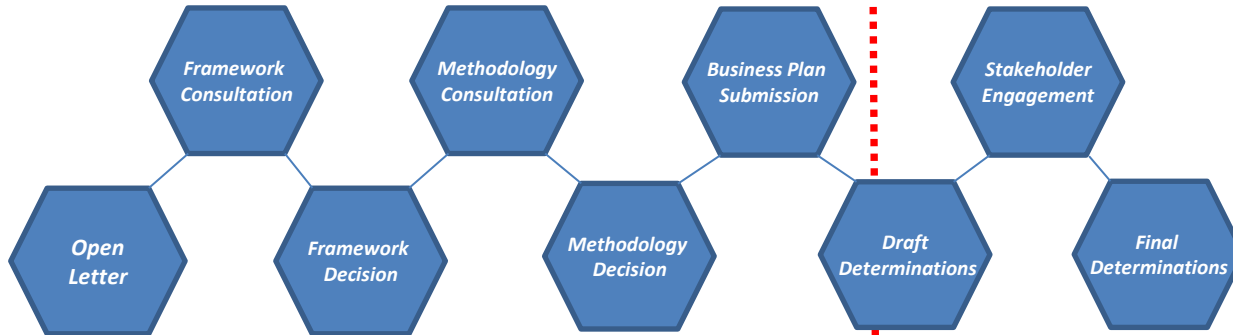 Open
Letter
Framework
Consultation
Framework
Decision
Methodology
Consultation
Methodology
Decision
Business Plan
Submission
Draft
Determinations
Stakeholder
Engagement
Final
Determinations